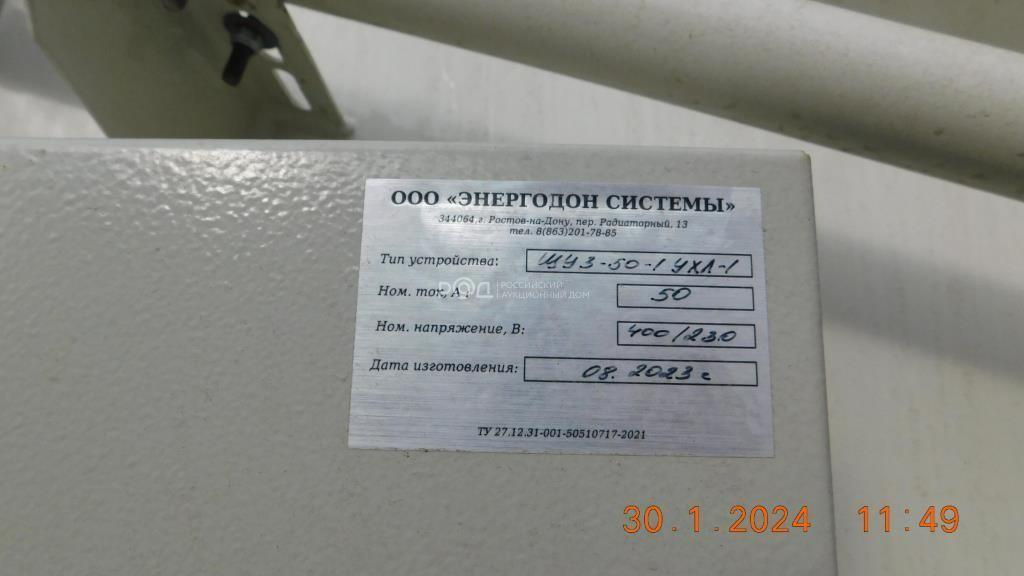 ООО «ЭНЕРГОДОН СИСТЕМЫ»
344064,г. Ростов-на-Дону, пер. Радиаторный, 13
тел. 8(863)201-78-85
Тип устройства: ЩУЗ-50-1 УХЛ-1
РОССИЙСКИЙ
АУКЦИОННЫЙ ДОМ
Ном. ток, А : 50
Ном. напряжение, В: 400/230
Дата изготовления: 08. 2023 г
ТУ 27.12.31-001-50510717-2021
30.1.2024 11:49